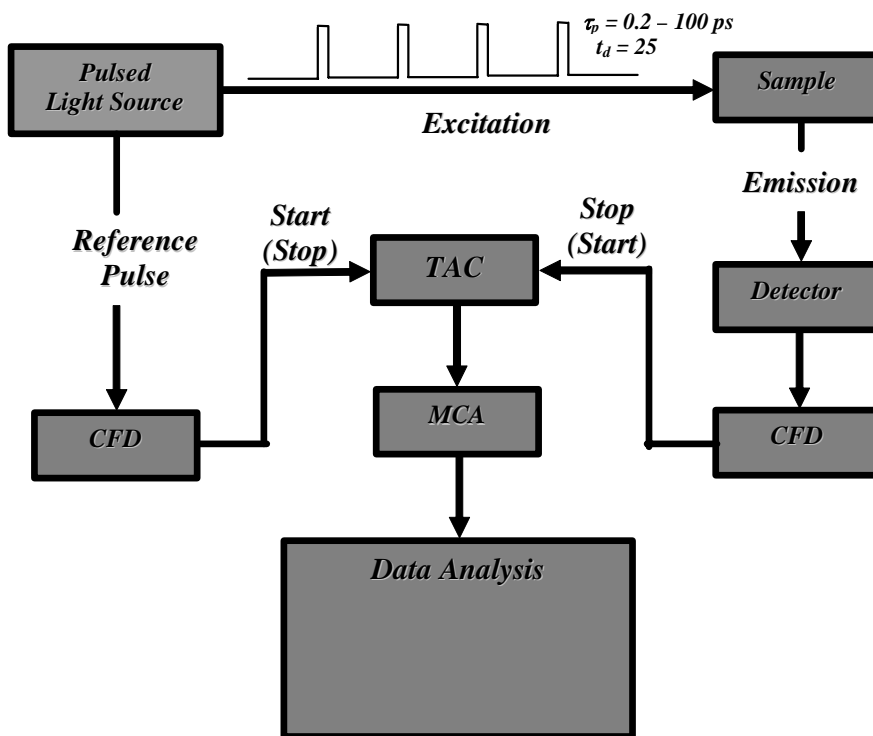 τp = 0.2 – 100 ps
td = 25
Pulsed
Light Source
Sample
Excitation
Emission
Start
(Stop)
Stop
(Start)
Reference
Pulse
TAC
Detector
CFD
MCA
CFD
Data Analysis